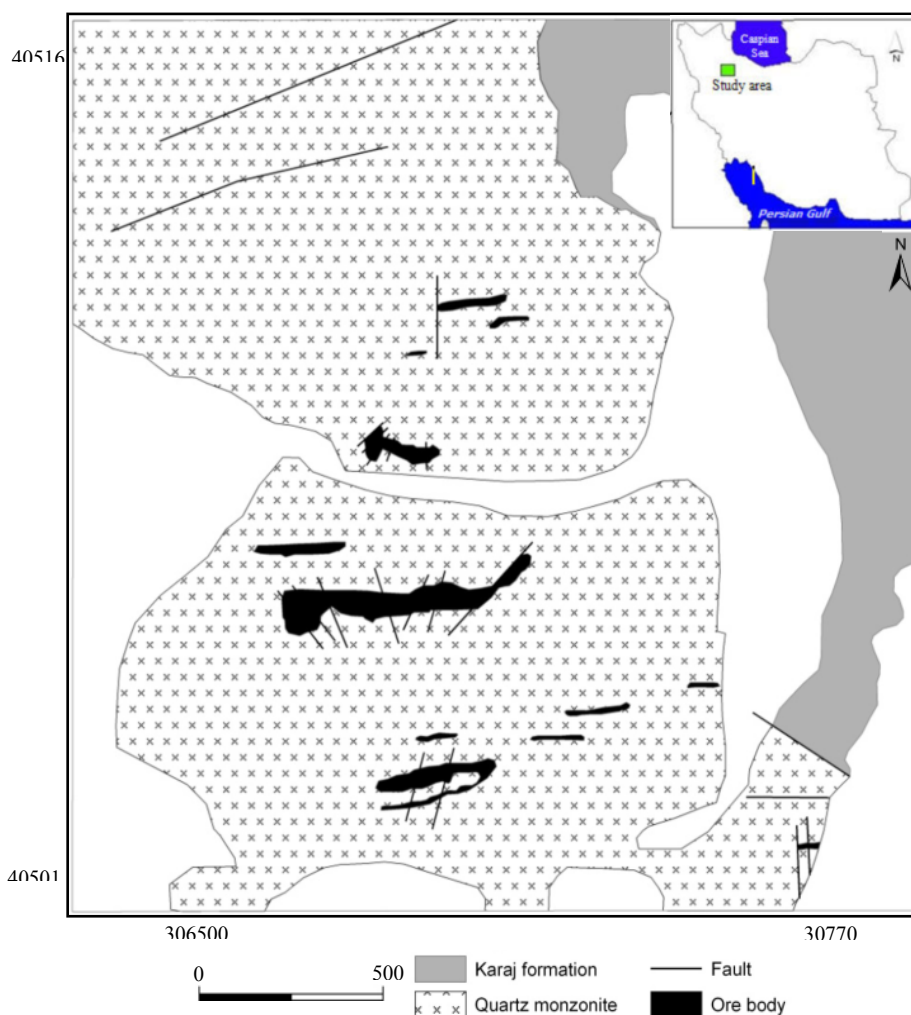 40516
Caspian
Sea
N
Study area
Persian Gulf
N
40501
306500
30770
0
500
Karaj formation
Fault
Quartz monzonite
Ore body